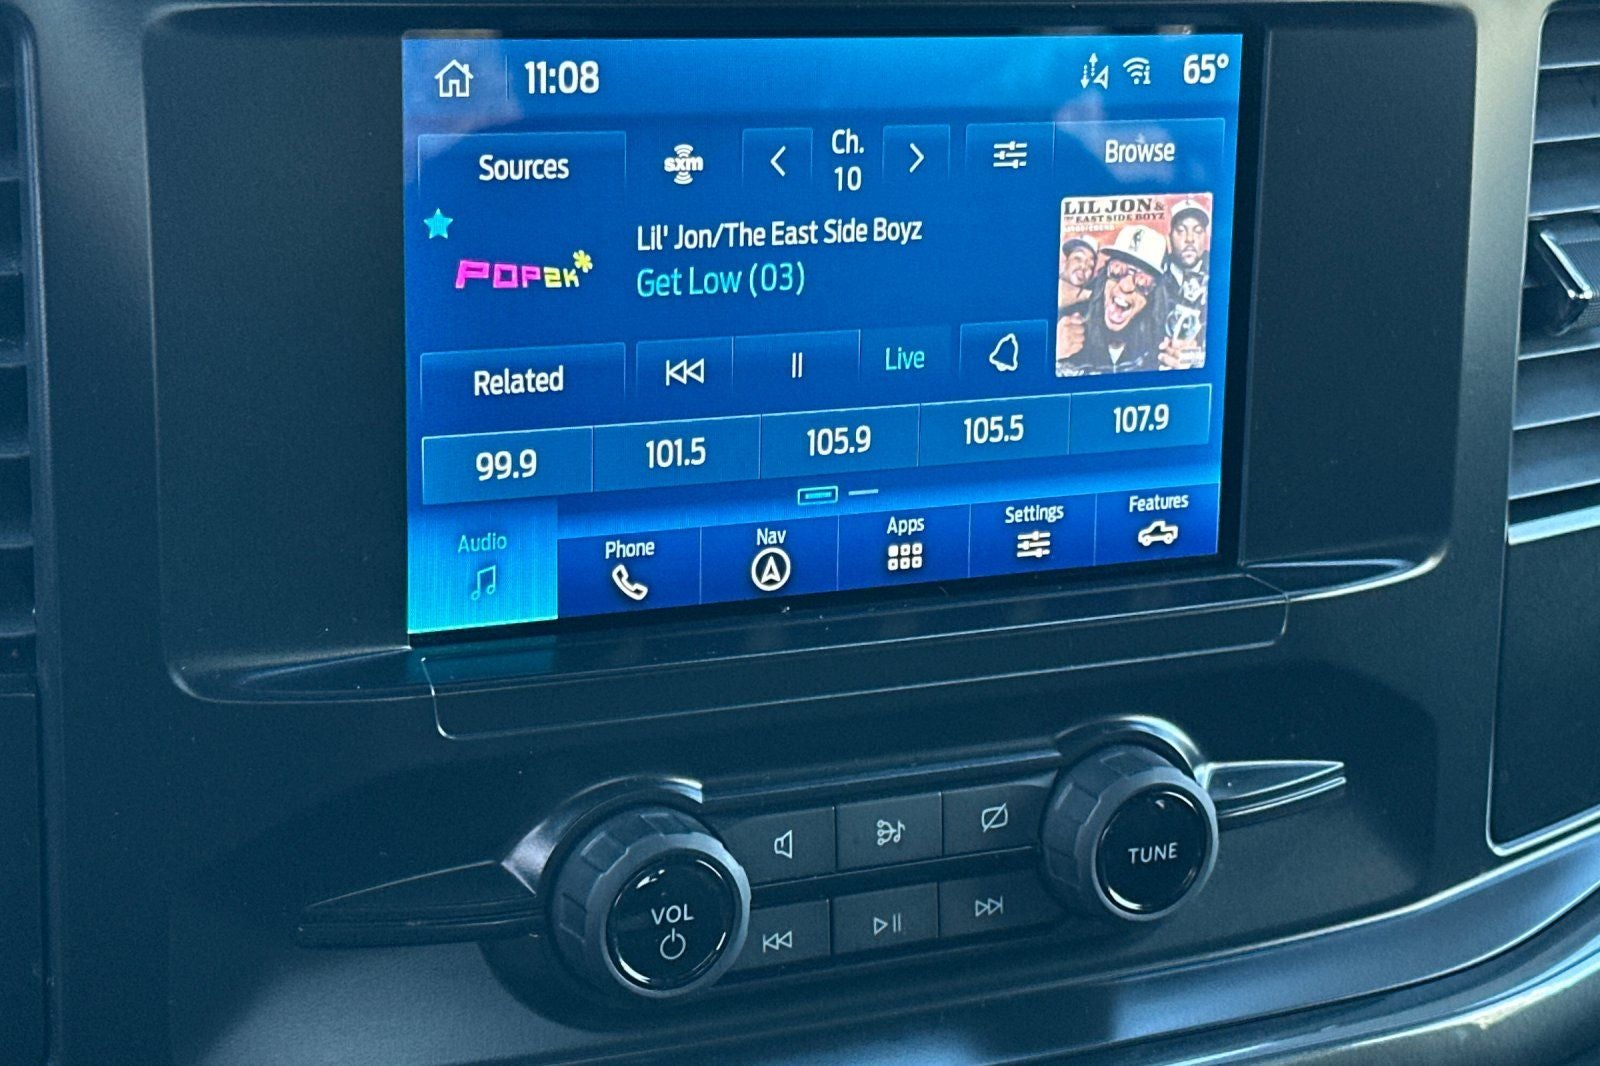 11:08
65°
Sources
sxm
Ch.
10
Browse
POP2K
Lil' Jon/The East Side Boyz
Get Low (03)
LIL JON &
THE EAST SIDE BOYZ
Related
Live
99.9
101.5
105.9
105.5
107.9
Audio
Phone
Nav
Apps
Settings
Features
VOL
TUNE